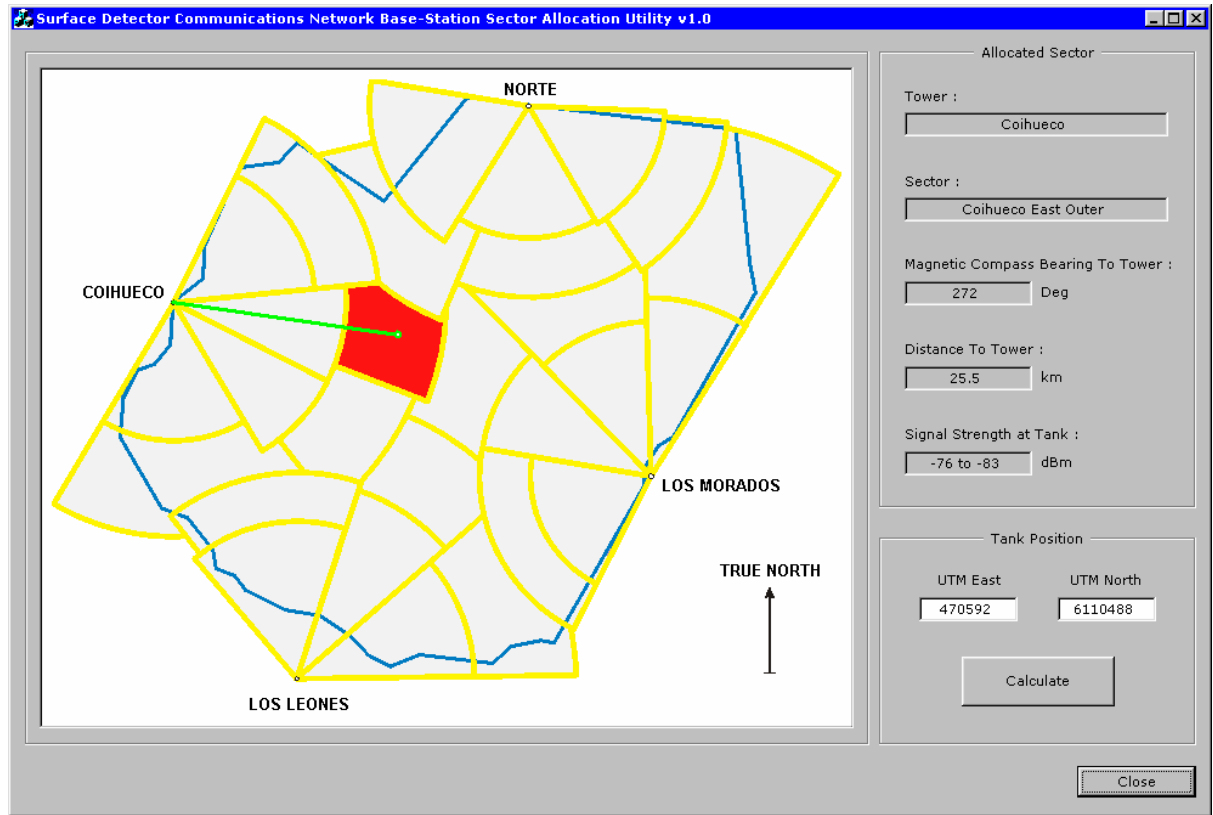 Surface Detector Communications Network Base-Station Sector Allocation Utility v1.0
NORTE
COIHUECO
LOS MORADOS
TRUE NORTH
LOS LEONES
Allocated Sector
Tower :
Coihueco
Sector :
Coihueco East Outer
Magnetic Compass Bearing To Tower :
272 Deg
Distance To Tower :
25.5 km
Signal Strength at Tank :
-76 to -83 dBm
Tank Position
UTM East UTM North
470592 6110488
Calculate
Close